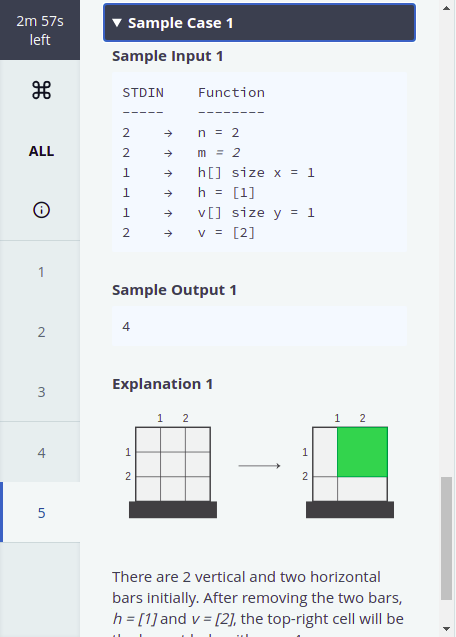 2m 57s
left
ALL
1
2
3
4
5
▼ Sample Case 1
Sample Input 1
STDIN Function
----- --------
2 → n = 2
2 → m = 2
1 → h[] size x = 1
1 → h = [1]
1 → v[] size y = 1
2 → v = [2]
Sample Output 1
4
Explanation 1
1 2 1 2
1 1
2 2
There are 2 vertical and two horizontal
bars initially. After removing the two bars,
h = [1] and v = [2], the top-right cell will be